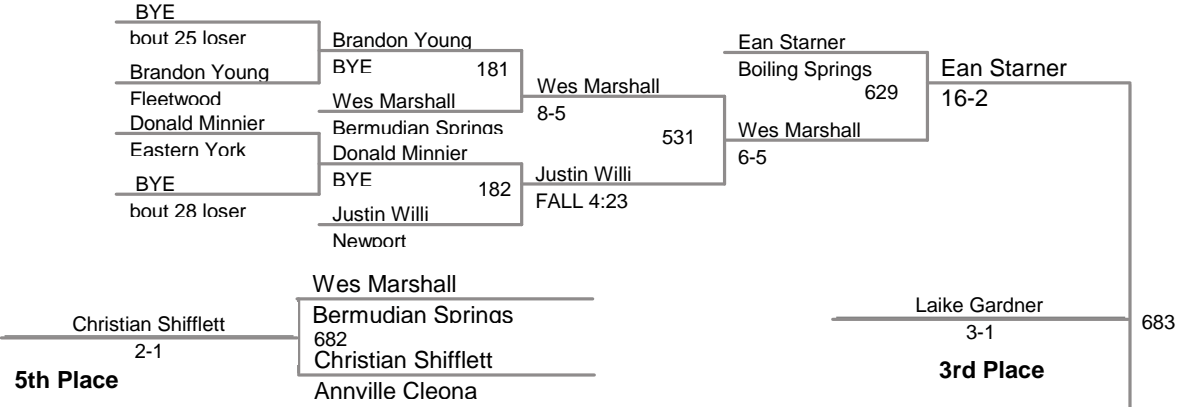 BYE
bout 25 loser
Brandon Young
Fleetwood
Donald Minnier
Eastern York
BYE
bout 28 loser
Brandon Young
BYE
181
Wes Marshall
Bermudian Springs
Donald Minnier
BYE
182
Justin Willi
Newport
Wes Marshall
8-5
531
Justin Willi
FALL 4:23
Ean Starner
Boiling Springs
629
Wes Marshall
6-5
Ean Starner
16-2
Wes Marshall
Bermudian Springs
682
Christian Shifflett
Annville Cleona
Christian Shifflett
2-1
5th Place
Laike Gardner
3-1
683
3rd Place